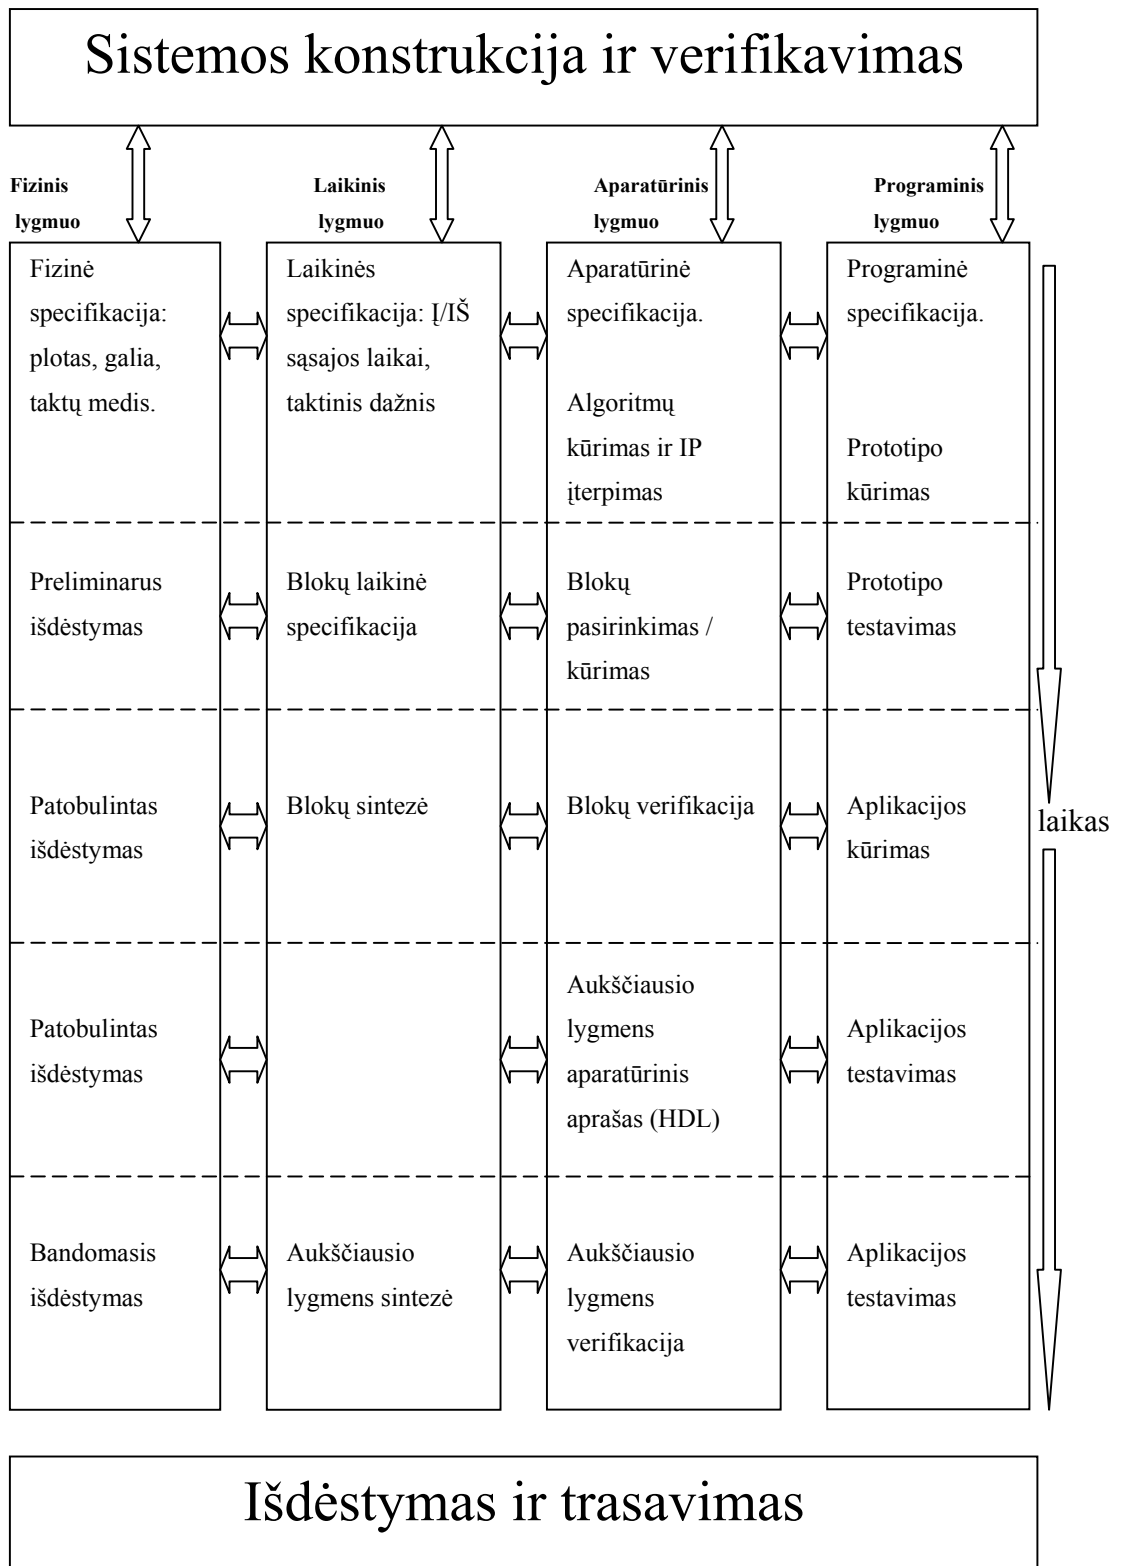 Sistemos konstrukcija ir verifikavimas
Fizinis
lygmuo
Laikinis
lygmuo
Aparatūrinis
lygmuo
Programinis
lygmuo
Fizinė
specifikacija:
plotas, galia,
taktų medis.
Laikinės
specifikacija: Į/IŠ
sąsajos laikai,
taktinis dažnis
Aparatūrinė
specifikacija.
Algoritmų
kūrimas ir IP
įterpimas
Programinė
specifikacija.
Prototipo
kūrimas
Preliminarus
išdėstymas
Blokų laikinė
specifikacija
Blokų
pasirinkimas /
kūrimas
Prototipo
testavimas
Patobulintas
išdėstymas
Blokų sintezė
Blokų verifikacija
Aplikacijos
kūrimas
laikas
Patobulintas
išdėstymas
Aukščiausio
lygmens
aparatūrinis
aprašas (HDL)
Aplikacijos
testavimas
Bandomasis
išdėstymas
Aukščiausio
lygmens sintezė
Aukščiausio
lygmens
verifikacija
Aplikacijos
testavimas
Išdėstymas ir trasavimas